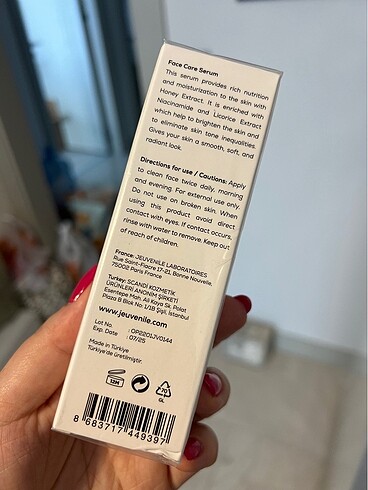 Face Care Serum
This serum provides rich nutrition
and moisturization to the skin with
Honey Extract. It is enriched with
Niacinamide and Licorice Extract
which help to brighten the skin and
to eliminate skin tone inequalities.
Gives your skin a smooth, soft, and
radiant look.
Directions for use / Cautions: Apply
to clean face twice daily, morning
and evening. For external use only.
Do not use on broken skin. When
using this product avoid direct
contact with eyes. If contact occurs,
rinse with water to remove. Keep out
of reach of children.
France: JEUVENILE LABORATOIRES
Rue Saint-Fiacre 17-21, Bonne Nouvelle,
75002 Paris France
Turkey: SCANDI KOZMETİK
ÜRÜNLERİ ANONİM ŞİRKETİ
Esentepe Mah. Ali Kaya Sk. Polat
Plaza B Blok No: 1/1B Şişli, İstanbul
www.jeuvenile.com
Lot No : OP2201JV0144
Exp. Date : 07/25
Made in Türkiye
Türkiye'de üretilmiştir.
12M
70
GL
8 683717 449397